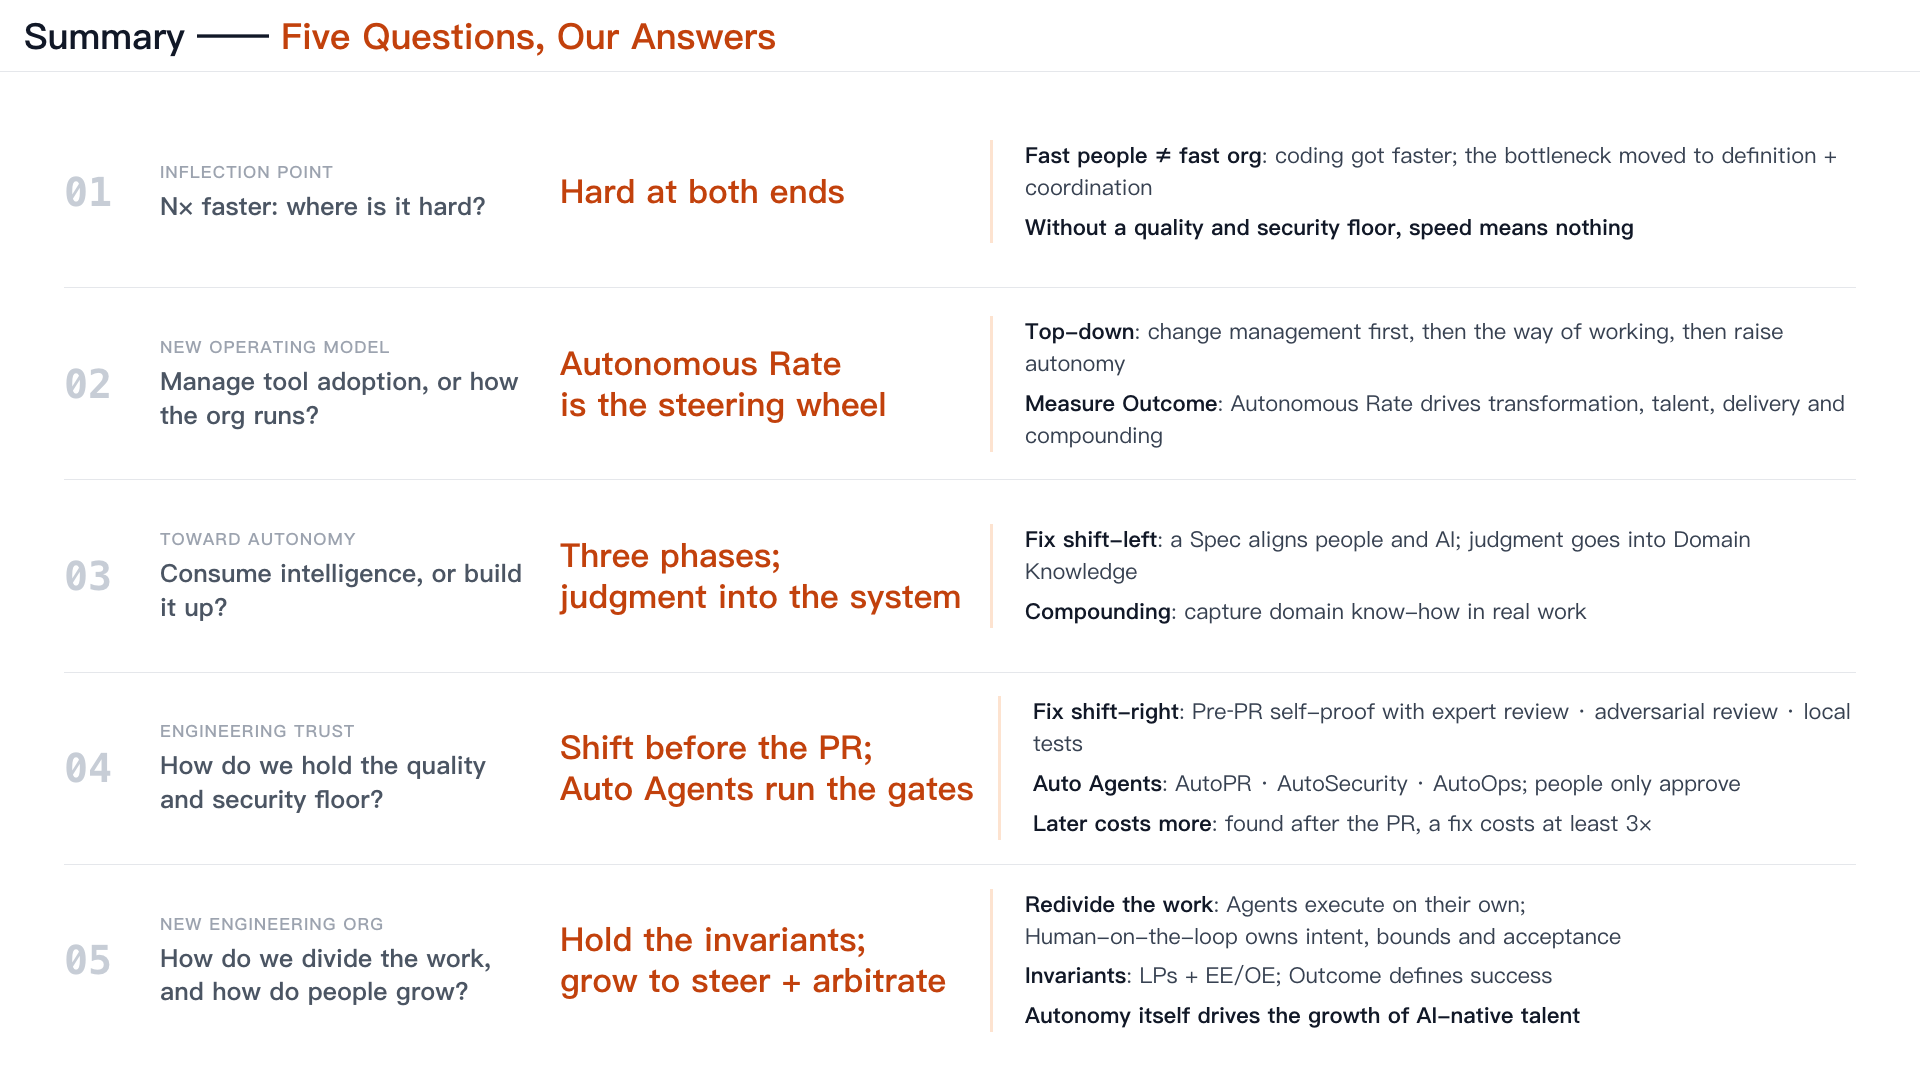 Summary —— Five Questions, Our Answers
01
INFLECTION POINT
N× faster: where is it hard?
Hard at both ends
Fast people ≠ fast org: coding got faster; the bottleneck moved to definition +
coordination
Without a quality and security floor, speed means nothing
02
NEW OPERATING MODEL
Manage tool adoption, or how
the org runs?
Autonomous Rate
is the steering wheel
Top-down: change management first, then the way of working, then raise
autonomy
Measure Outcome: Autonomous Rate drives transformation, talent, delivery and
compounding
03
TOWARD AUTONOMY
Consume intelligence, or build
it up?
Three phases;
judgment into the system
Fix shift-left: a Spec aligns people and AI; judgment goes into Domain
Knowledge
Compounding: capture domain know-how in real work
04
ENGINEERING TRUST
How do we hold the quality
and security floor?
Shift before the PR;
Auto Agents run the gates
Fix shift-right: Pre-PR self-proof with expert review · adversarial review · local
tests
Auto Agents: AutoPR · AutoSecurity · AutoOps; people only approve
Later costs more: found after the PR, a fix costs at least 3×
05
NEW ENGINEERING ORG
How do we divide the work,
and how do people grow?
Hold the invariants;
grow to steer + arbitrate
Redivide the work: Agents execute on their own;
Human-on-the-loop owns intent, bounds and acceptance
Invariants: LPs + EE/OE; Outcome defines success
Autonomy itself drives the growth of AI-native talent